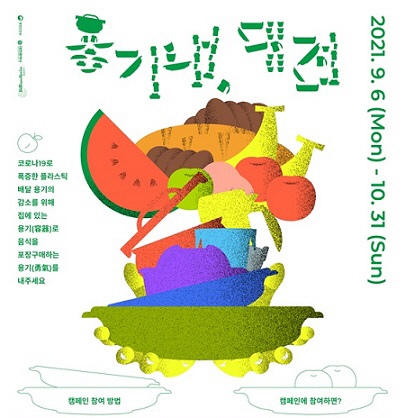 용기내, 대전
2021. 9. 6 (Mon) - 10. 31 (Sun)
코로나19로
폭증한 플라스틱
배달 용기의
감소를 위해
집에 있는
용기(容器)로
음식을
포장구매하는
용기(勇氣)를
내주세요
캠페인 참여 방법
캠페인에 참여하면?